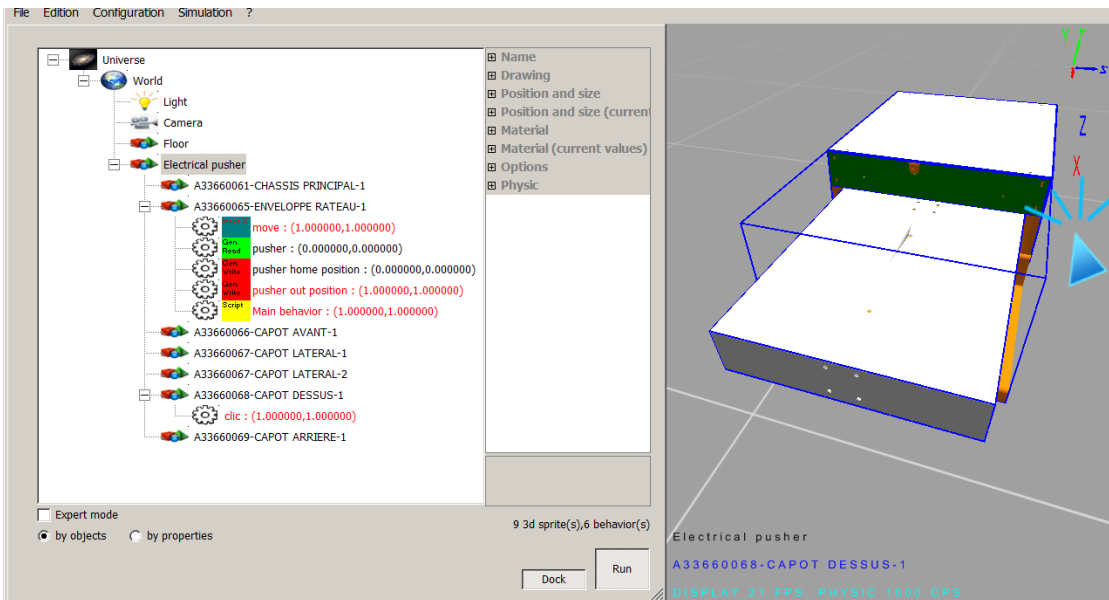 File Edition Configuration Simulation ?
Universe
World
Light
Camera
Floor
Electrical pusher
A33660061-CHASSIS PRINCIPAL-1
A33660065-ENVELOPPE RATEAU-1
move : (1.000000,1.000000)
Gen. Read pusher : (0.000000,0.000000)
Gen. Write pusher home position : (0.000000,0.000000)
Gen. Write pusher out position : (1.000000,1.000000)
Script Main behavior : (1.000000,1.000000)
A33660066-CAPOT AVANT-1
A33660067-CAPOT LATERAL-1
A33660067-CAPOT LATERAL-2
A33660068-CAPOT DESSUS-1
clic : (1.000000,1.000000)
A33660069-CAPOT ARRIERE-1
Name
Drawing
Position and size
Position and size (current
Material
Material (current values)
Options
Physic
Expert mode
by objects by properties
9 3d sprite(s),6 behavior(s)
Dock Run
Y Y
Z
X
Electrical pusher
A33660068-CAPOT DESSUS-1
DISPLAY 21 FPS, PHYSIC 1000 CPS